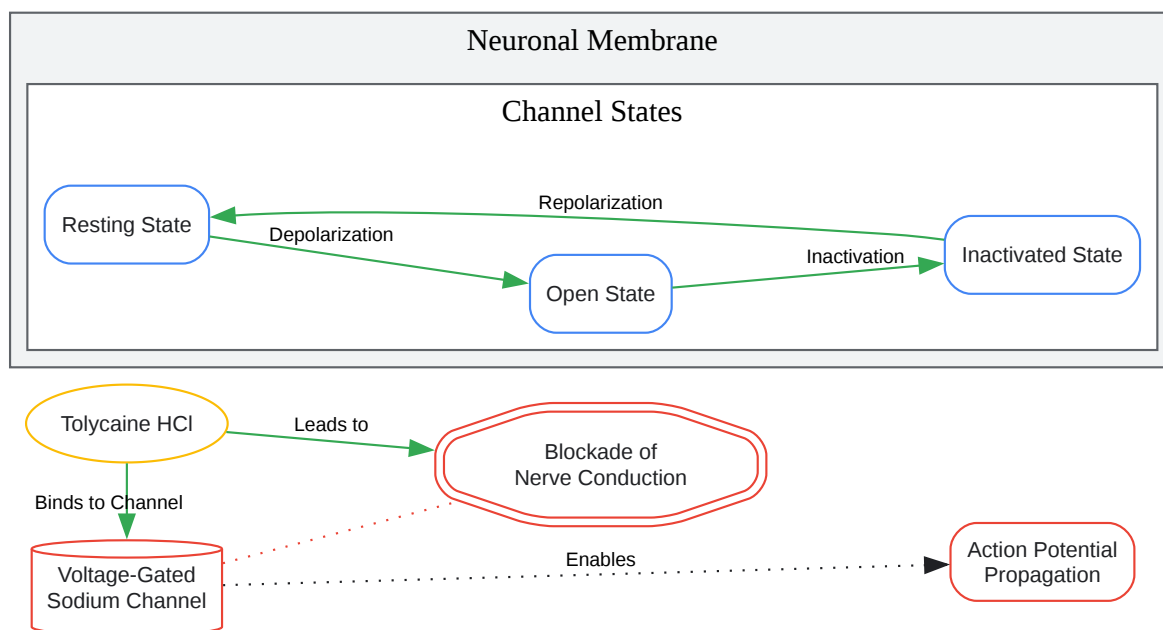 Neuronal Membrane
Channel States
Repolarization
Resting State
Depolarization
Inactivation
Inactivated State
Open State
Tolycaine HCl
Leads to
Blockade of
Nerve Conduction
Binds to Channel
Voltage-Gated
Sodium Channel
Enables
Action Potential
Propagation